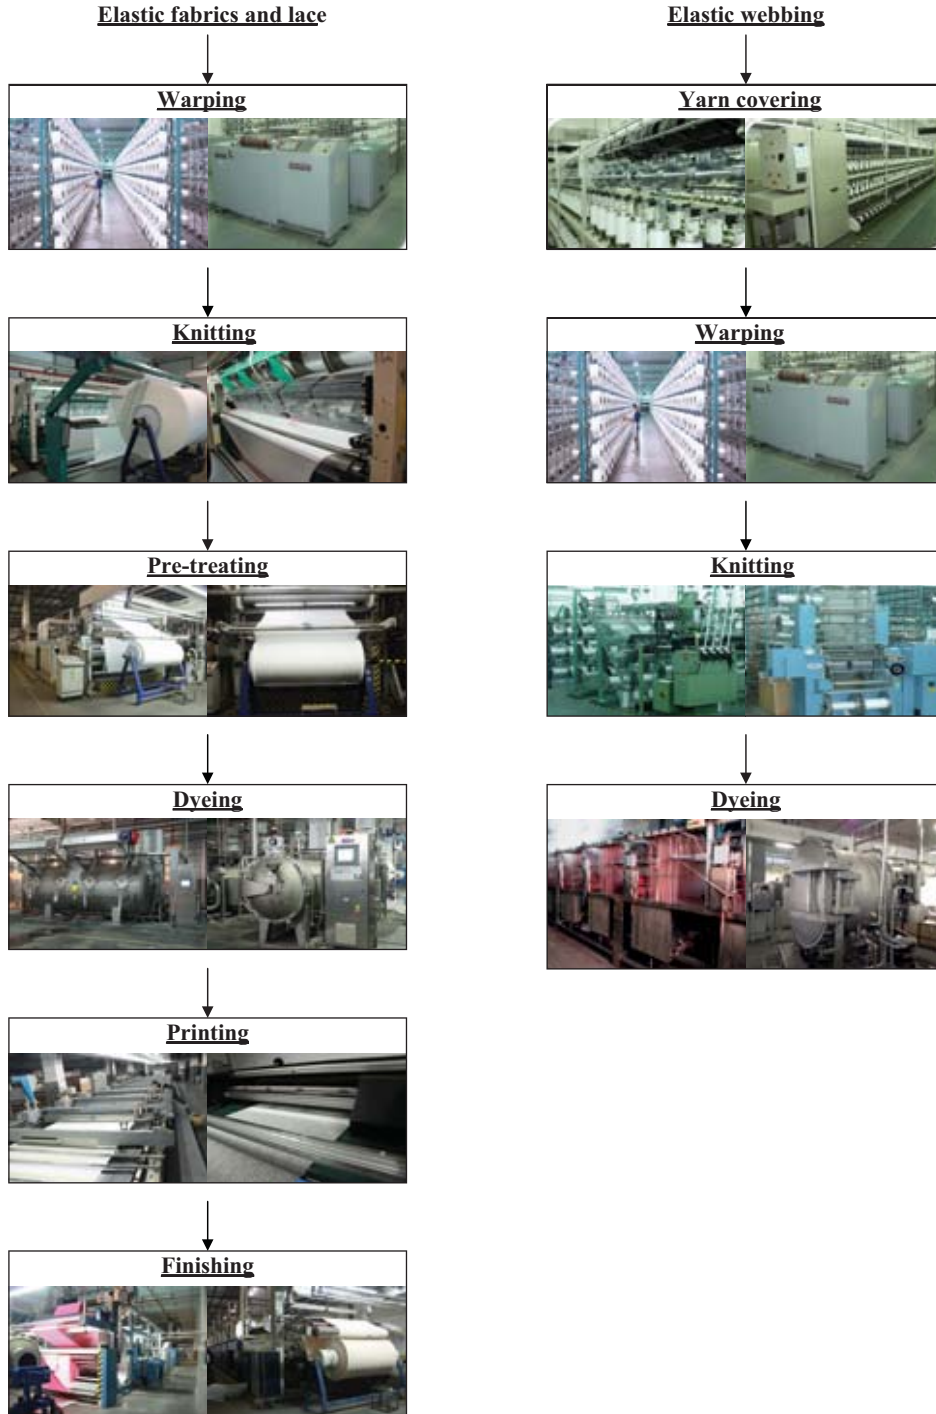 Elastic fabrics and lace
Warping
Knitting
Pre-treating
Dyeing
Printing
Finishing
Elastic webbing
Yarn covering
Warping
Knitting
Dyeing